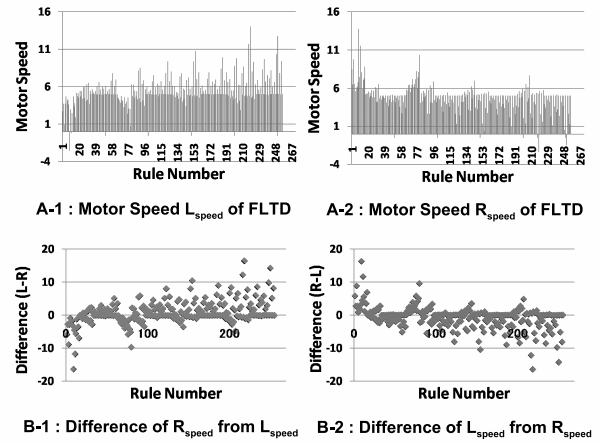 16
11
6
1
-4
Motor Speed
1 20 39 58 77 96 115 134 153 172 191 210 229 248 267
Rule Number
A-1 : Motor Speed Lspeed of FLTD
16
11
6
1
-4
Motor Speed
1 20 39 58 77 96 115 134 153 172 191 210 229 248 267
Rule Number
A-2 : Motor Speed Rspeed of FLTD
20
10
0
-10
-20
Difference (L-R)
0 100 200
Rule Number
B-1 : Difference of Rspeed from Lspeed
20
10
0
-10
-20
Difference (R-L)
0 100 200
Rule Number
B-2 : Difference of Lspeed from Rspeed